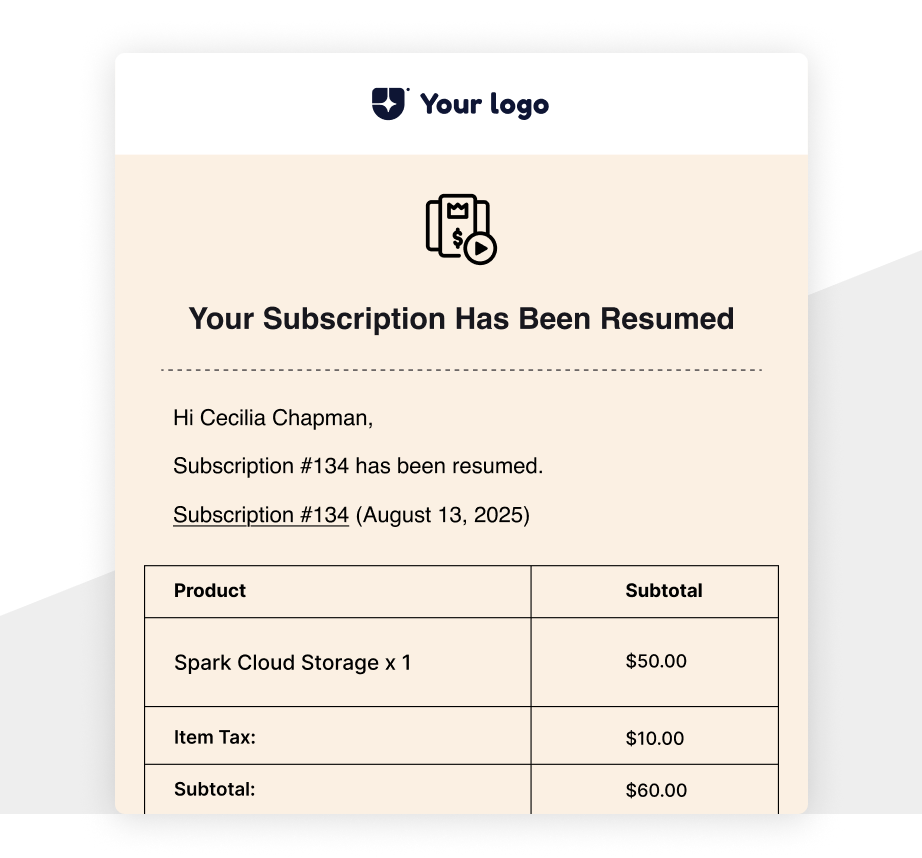 Your logo
$
Your Subscription Has Been Resumed
Hi Cecilia Chapman,
Subscription #134 has been resumed.
Subscription #134 (August 13, 2025)
Product Subtotal
Spark Cloud Storage x 1 $50.00
Item Tax: $10.00
Subtotal: $60.00